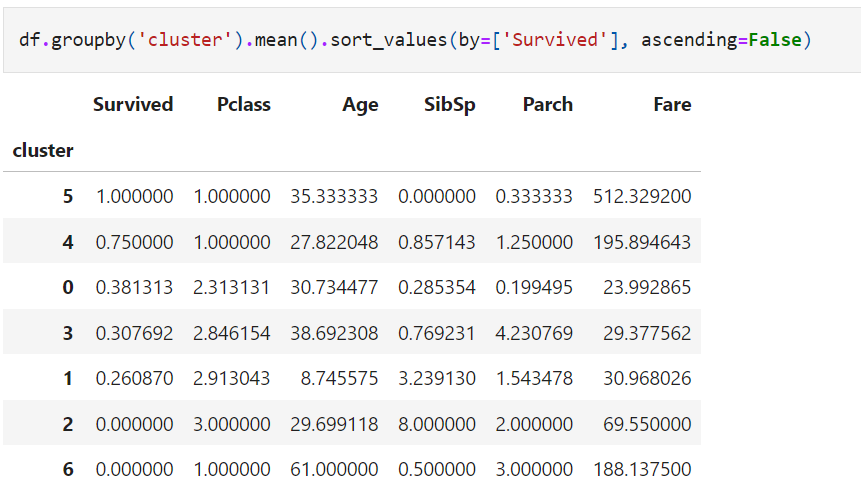 df.groupby('cluster').mean().sort_values(by=['Survived'], ascending=False)
Survived Pclass Age SibSp Parch Fare
cluster
5 1.000000 1.000000 35.333333 0.000000 0.333333 512.329200
4 0.750000 1.000000 27.822048 0.857143 1.250000 195.894643
0 0.381313 2.313131 30.734477 0.285354 0.199495 23.992865
3 0.307692 2.846154 38.692308 0.769231 4.230769 29.377562
1 0.260870 2.913043 8.745575 3.239130 1.543478 30.968026
2 0.000000 3.000000 29.699118 8.000000 2.000000 69.550000
6 0.000000 1.000000 61.000000 0.500000 3.000000 188.137500